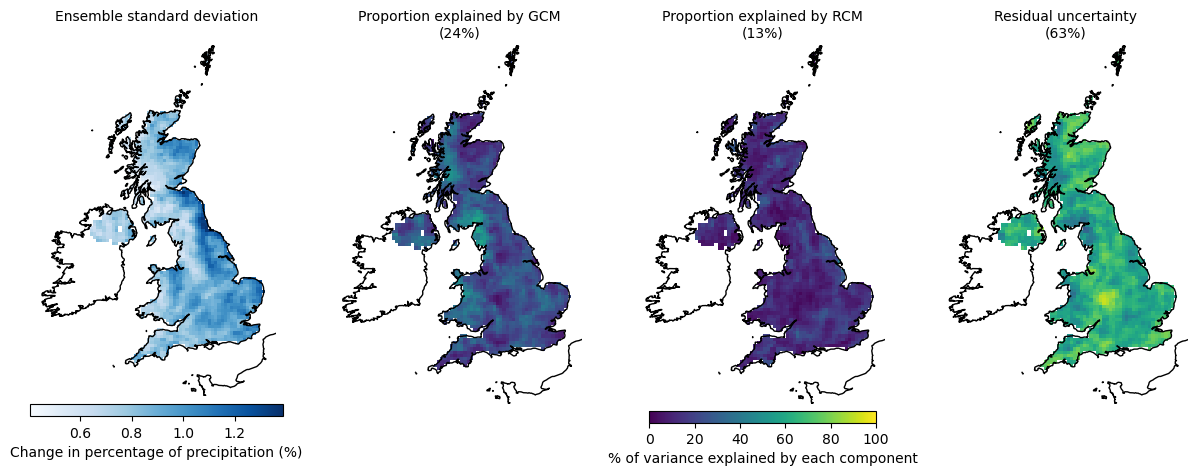 Ensemble standard deviation
Proportion explained by GCM
(24%)
Proportion explained by RCM
(13%)
Residual uncertainty
(63%)
0.6 0.8 1.0 1.2
Change in percentage of precipitation (%)
0 20 40 60 80 100
% of variance explained by each component